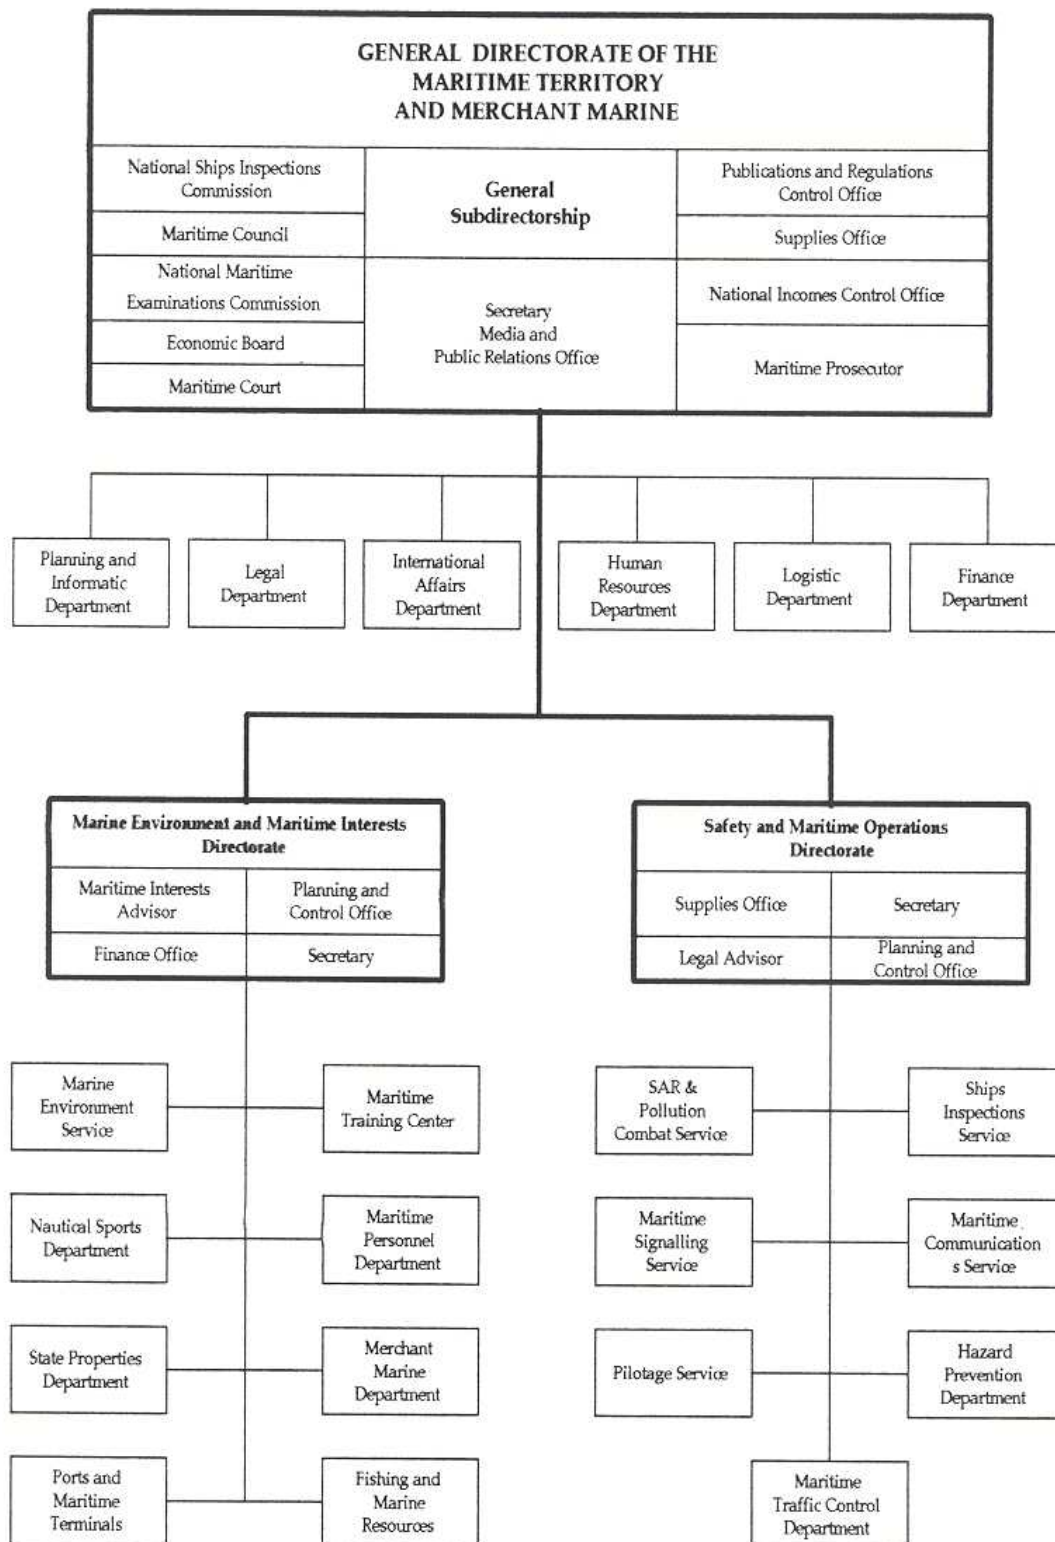 GENERAL DIRECTORATE OF THE
MARITIME TERRITORY
AND MERCHANT MARINE
National Ships Inspections
Commission
Maritime Council
National Maritime
Examinations Commission
Economic Board
Maritime Court
General
Subdirectorship
Secretary
Media and
Public Relations Office
Publications and Regulations
Control Office
Supplies Office
National Incomes Control Office
Maritime Prosecutor
Planning and
Informatic
Department
Legal
Department
International
Affairs
Department
Human
Resources
Department
Logistic
Department
Finance
Department
Marine Environment and Maritime Interests
Directorate
Maritime Interests
Advisor
Planning and
Control Office
Finance Office
Secretary
Safety and Maritime Operations
Directorate
Supplies Office
Secretary
Legal Advisor
Planning and
Control Office
Marine
Environment
Service
Maritime
Training Center
Nautical Sports
Department
Maritime
Personnel
Department
State Properties
Department
Merchant
Marine
Department
Ports and
Maritime
Terminals
Fishing and
Marine
Resources
SAR &
Pollution
Combat Service
Ships
Inspections
Service
Maritime
Signalling
Service
Maritime
Communication
s Service
Pilotage Service
Hazard
Prevention
Department
Maritime
Traffic Control
Department